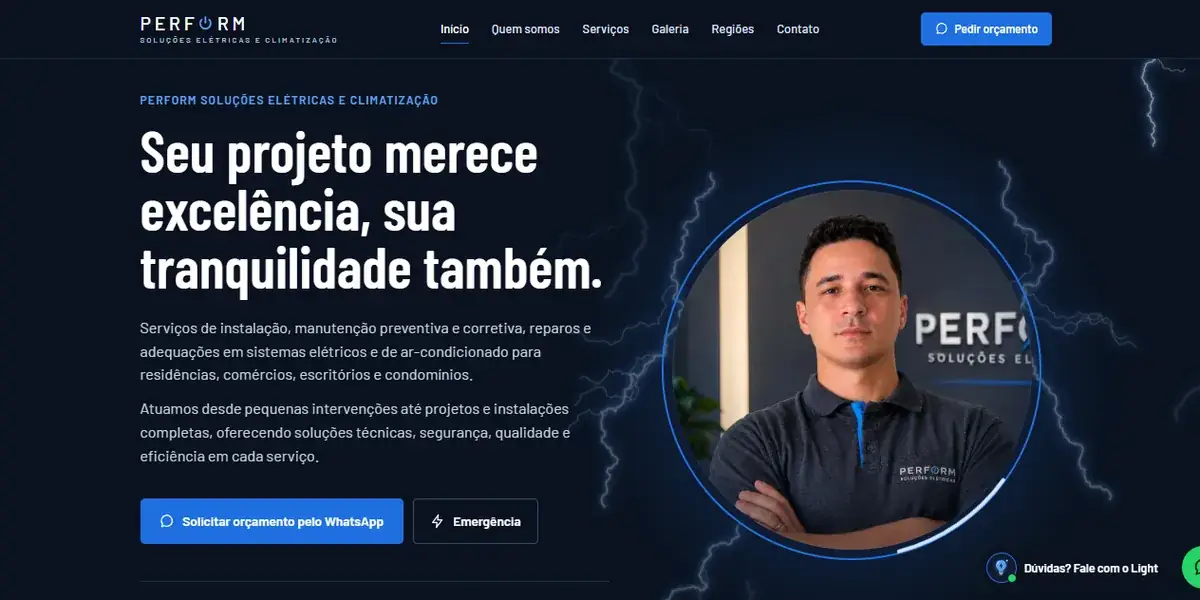 PERFORM
SOLUÇÕES ELÉTRICAS E CLIMATIZAÇÃO
Início
Quem somos
Serviços
Galeria
Regiões
Contato
Pedir orçamento
PERFORM SOLUÇÕES ELÉTRICAS E CLIMATIZAÇÃO
Seu projeto merece
excelência, sua
tranquilidade também.
Serviços de instalação, manutenção preventiva e corretiva, reparos e
adequações em sistemas elétricos e de ar-condicionado para
residências, comércios, escritórios e condomínios.
Atuamos desde pequenas intervenções até projetos e instalações
completas, oferecendo soluções técnicas, segurança, qualidade e
eficiência em cada serviço.
Solicitar orçamento pelo WhatsApp
Emergência
PERFO
SOLUÇÕES EL
PERFORM
SOLUÇÕES ELÉTRICAS
Dúvidas? Fale com o Light